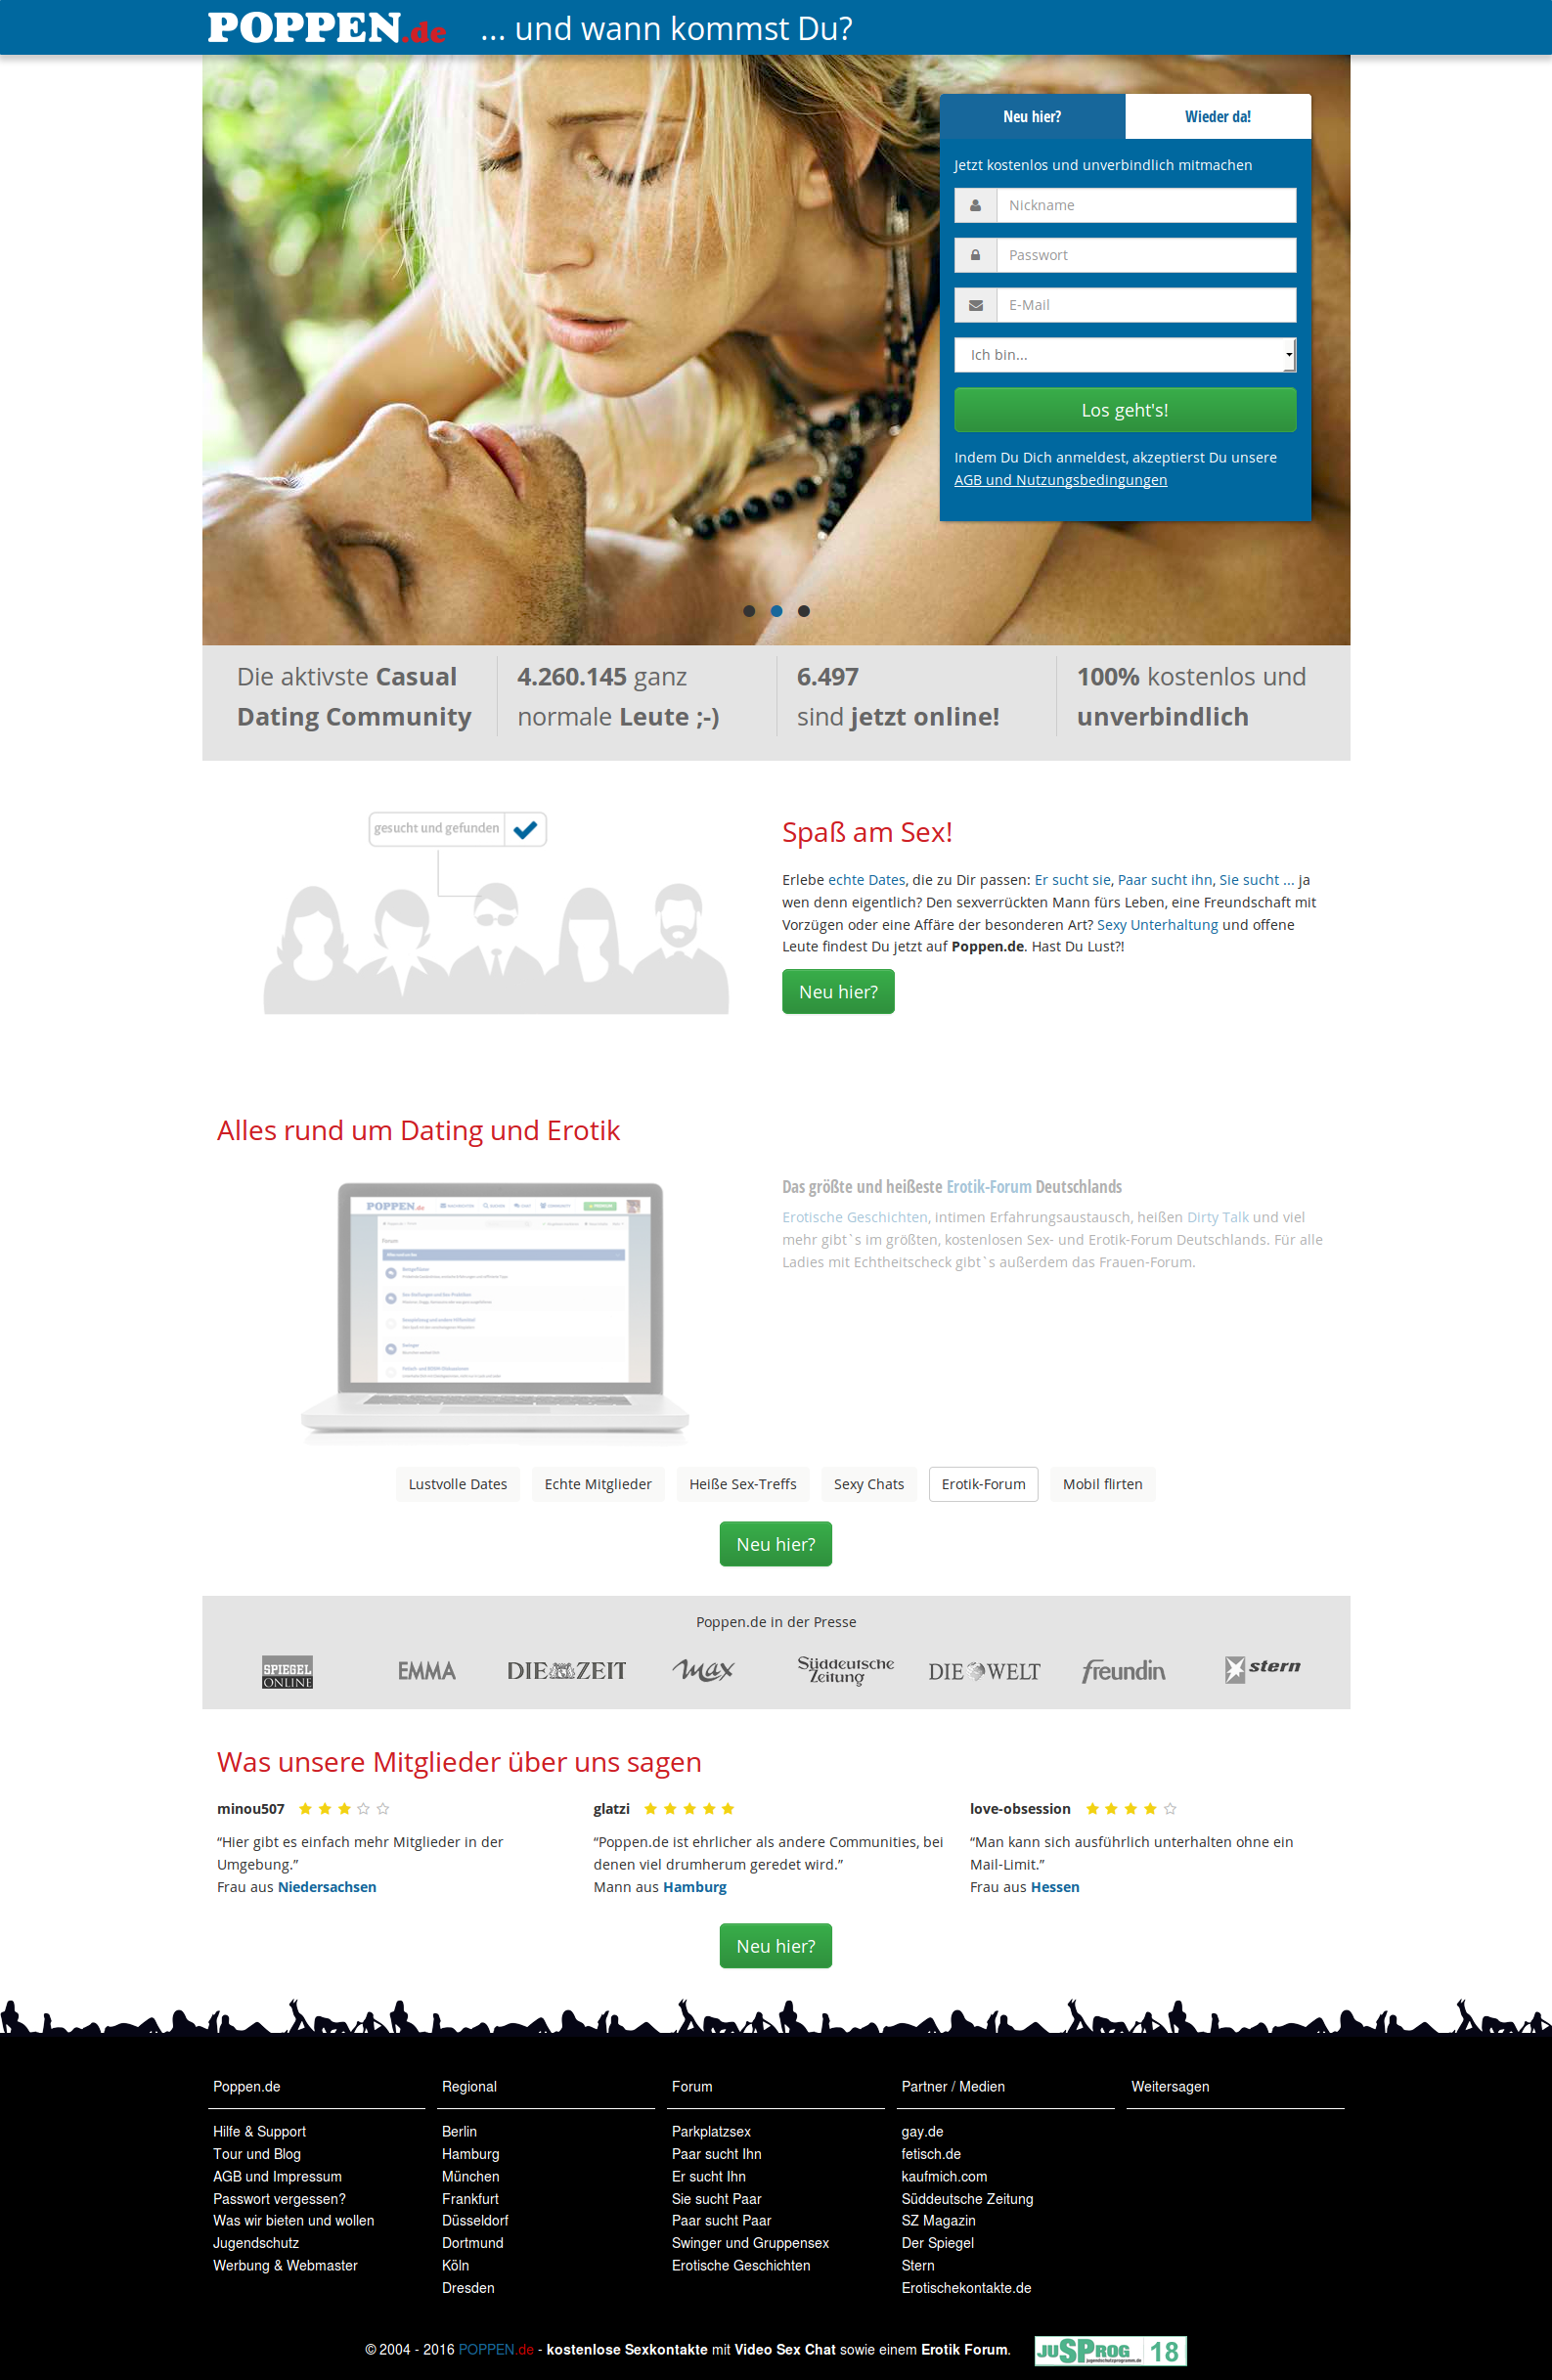 POPPEN.de
... und wann kommst Du?
Neu hier?
Wieder da!
Jetzt kostenlos und unverbindlich mitmachen
Nickname
Passwort
E-Mail
Ich bin...
Los geht's!
Indem Du Dich anmeldest, akzeptierst Du unsere
AGB und Nutzungsbedingungen
Die aktivste Casual
Dating Community
4.260.145 ganz
normale Leute ;-)
6.497
sind jetzt online!
100% kostenlos und
unverbindlich
gesucht und gefunden
Spaß am Sex!
Erlebe echte Dates, die zu Dir passen: Er sucht sie, Paar sucht ihn, Sie sucht ... ja
wen denn eigentlich? Den sexverrückten Mann fürs Leben, eine Freundschaft mit
Vorzügen oder eine Affäre der besonderen Art? Sexy Unterhaltung und offene
Leute findest Du jetzt auf Poppen.de. Hast Du Lust?!
Neu hier?
Alles rund um Dating und Erotik
POPPEN.de
Forum
Das größte und heißeste Erotik-Forum Deutschlands
Erotische Geschichten, intimen Erfahrungsaustausch, heißen Dirty Talk und viel
mehr gibt`s im größten, kostenlosen Sex- und Erotik-Forum Deutschlands. Für alle
Ladies mit Echtheitscheck gibt`s außerdem das Frauen-Forum.
Lustvolle Dates
Echte Mitglieder
Heiße Sex-Treffs
Sexy Chats
Erotik-Forum
Mobil flirten
Neu hier?
Poppen.de in der Presse
SPIEGEL ONLINE
EMMA
DIE ZEIT
max
Süddeutsche Zeitung
DIE WELT
freundin
stern
Was unsere Mitglieder über uns sagen
minou507
“Hier gibt es einfach mehr Mitglieder in der
Umgebung.”
Frau aus Niedersachsen
glatzi
“Poppen.de ist ehrlicher als andere Communities, bei
denen viel drumherum geredet wird.”
Mann aus Hamburg
love-obsession
“Man kann sich ausführlich unterhalten ohne ein
Mail-Limit.”
Frau aus Hessen
Neu hier?
Poppen.de
Hilfe & Support
Tour und Blog
AGB und Impressum
Passwort vergessen?
Was wir bieten und wollen
Jugendschutz
Werbung & Webmaster
Regional
Berlin
Hamburg
München
Frankfurt
Düsseldorf
Dortmund
Köln
Dresden
Forum
Parkplatzsex
Paar sucht Ihn
Er sucht Ihn
Sie sucht Paar
Paar sucht Paar
Swinger und Gruppensex
Erotische Geschichten
Partner / Medien
gay.de
fetisch.de
kaufmich.com
Süddeutsche Zeitung
SZ Magazin
Der Spiegel
Stern
Erotischekontakte.de
Weitersagen
© 2004 - 2016 POPPEN.de - kostenlose Sexkontakte mit Video Sex Chat sowie einem Erotik Forum.
JUSPROG
jugendschutzprogramm.de
18